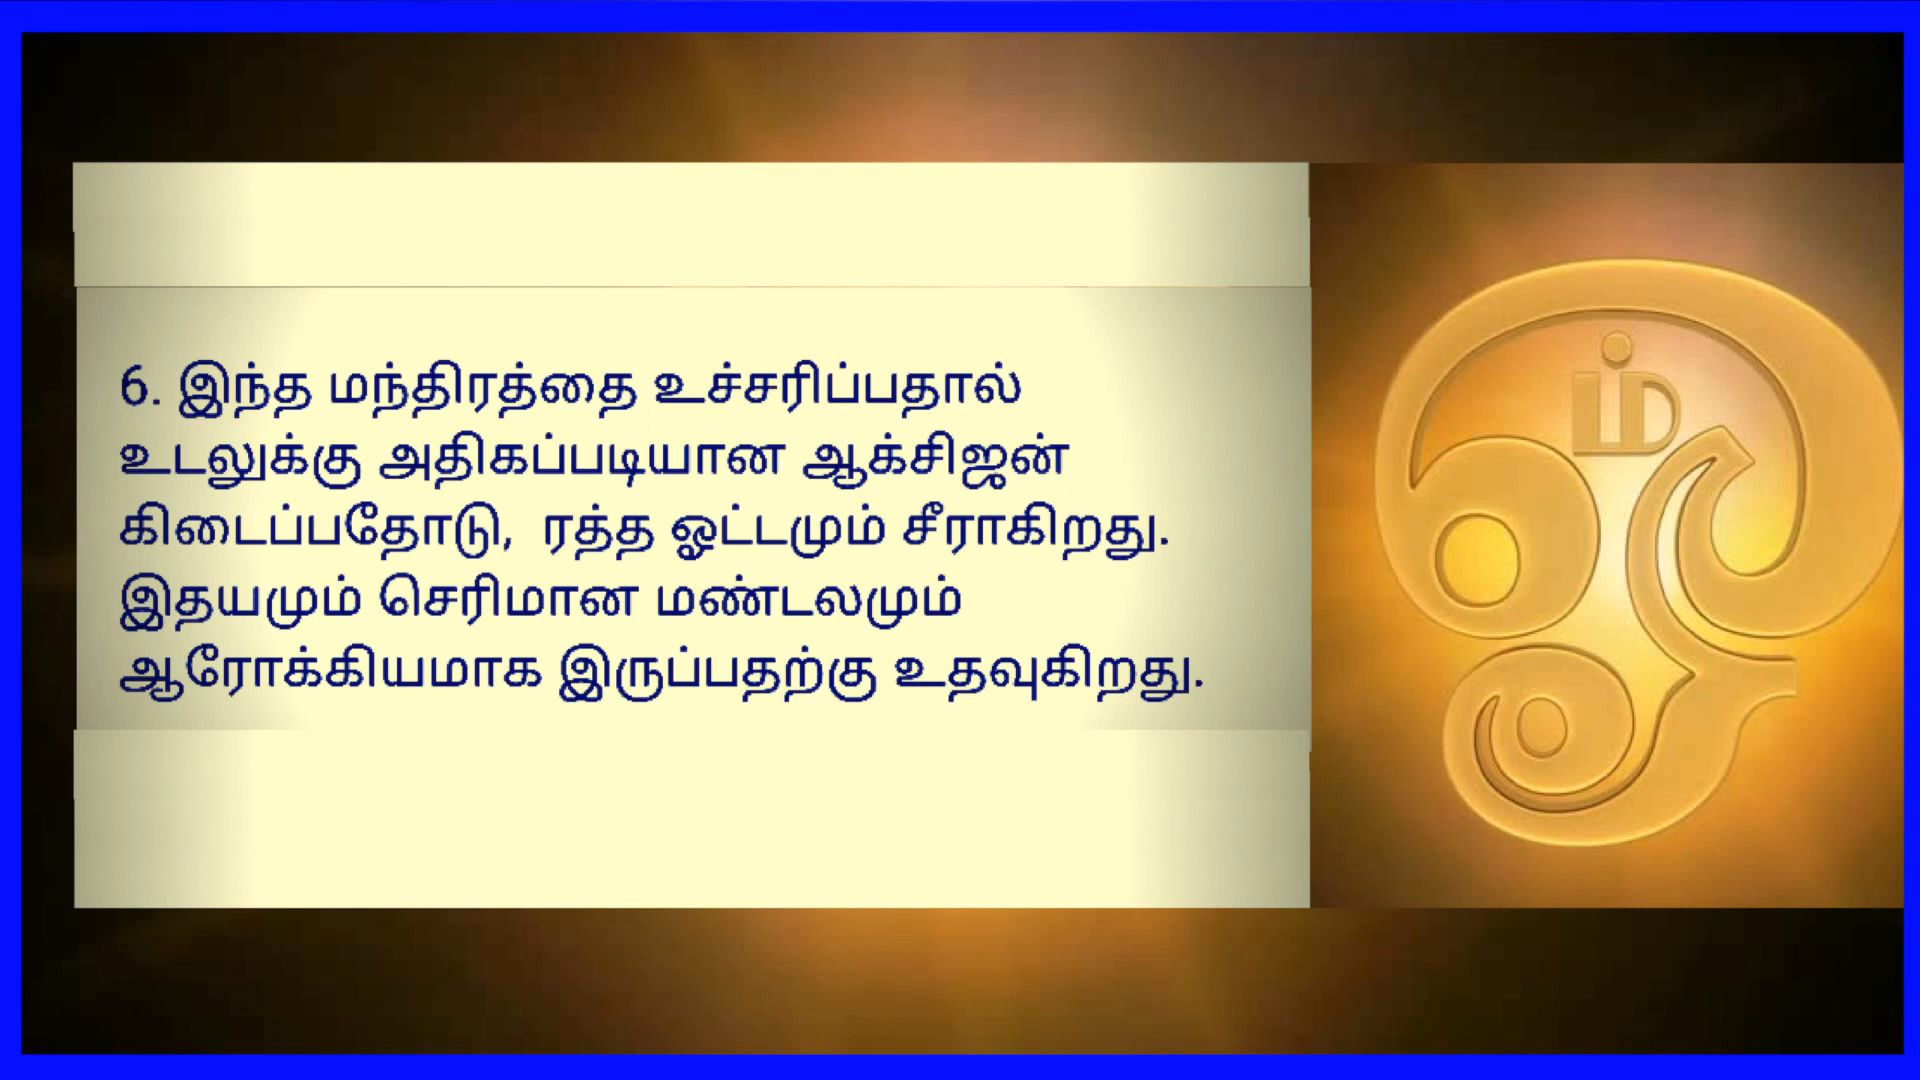 6. இந்த மந்திரத்தை உச்சரிப்பதால்
உடலுக்கு அதிகப்படியான ஆக்சிஜன்
கிடைப்பதோடு,  ரத்த ஓட்டமும் சீராகிறது.
இதயமும் செரிமான மண்டலமும்
ஆரோக்கியமாக இருப்பதற்கு உதவுகிறது.
ஓம்